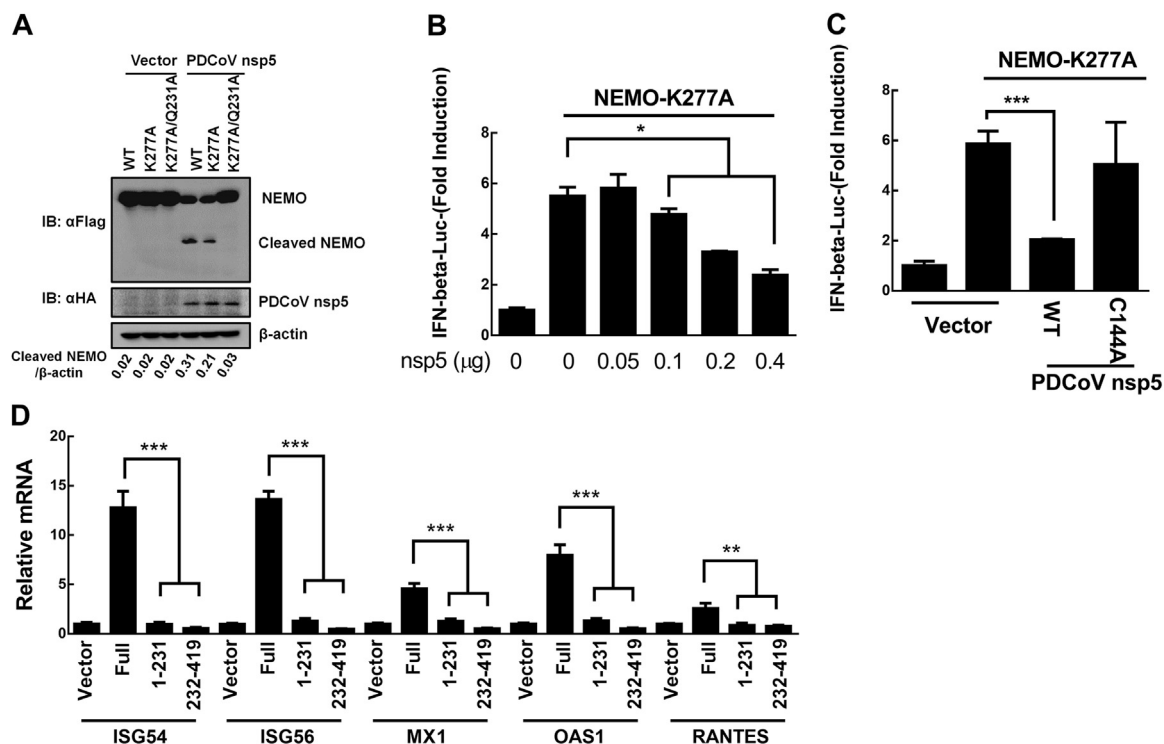 A
Vector PDCoV nsp5
WT K277A K277A/Q231A WT K277A K277A/Q231A
IB: αFlag
NEMO
Cleaved NEMO
IB: αHA
PDCoV nsp5
β-actin
Cleaved NEMO
/β-actin
0.02 0.02 0.02 0.31 0.21 0.03
B
IFN-beta-Luc-(Fold Induction)
NEMO-K277A
*
8
6
4
2
0
nsp5 (μg) 0 0 0.05 0.1 0.2 0.4
C
IFN-beta-Luc-(Fold Induction)
NEMO-K277A
***
8
6
4
2
0
Vector
WT C144A
PDCoV nsp5
D
Relative mRNA
20
15
10
5
0
*** *** *** *** **
Vector Full 1-231 232-419 Vector Full 1-231 232-419 Vector Full 1-231 232-419 Vector Full 1-231 232-419 Vector Full 1-231 232-419
ISG54 ISG56 MX1 OAS1 RANTES